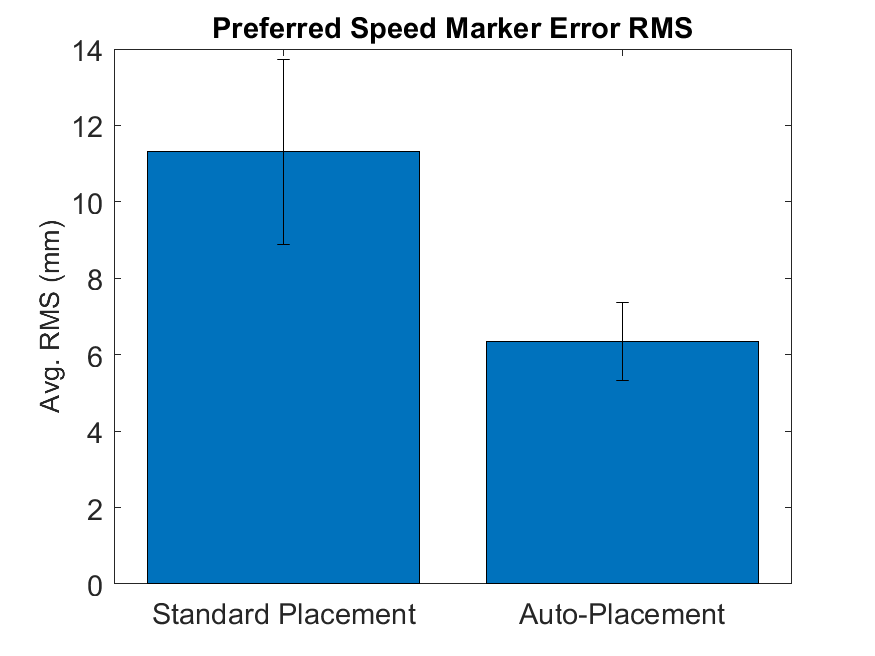 Preferred Speed Marker Error RMS
14
12
10
8
6
4
2
0
Avg. RMS (mm)
Standard Placement
Auto-Placement